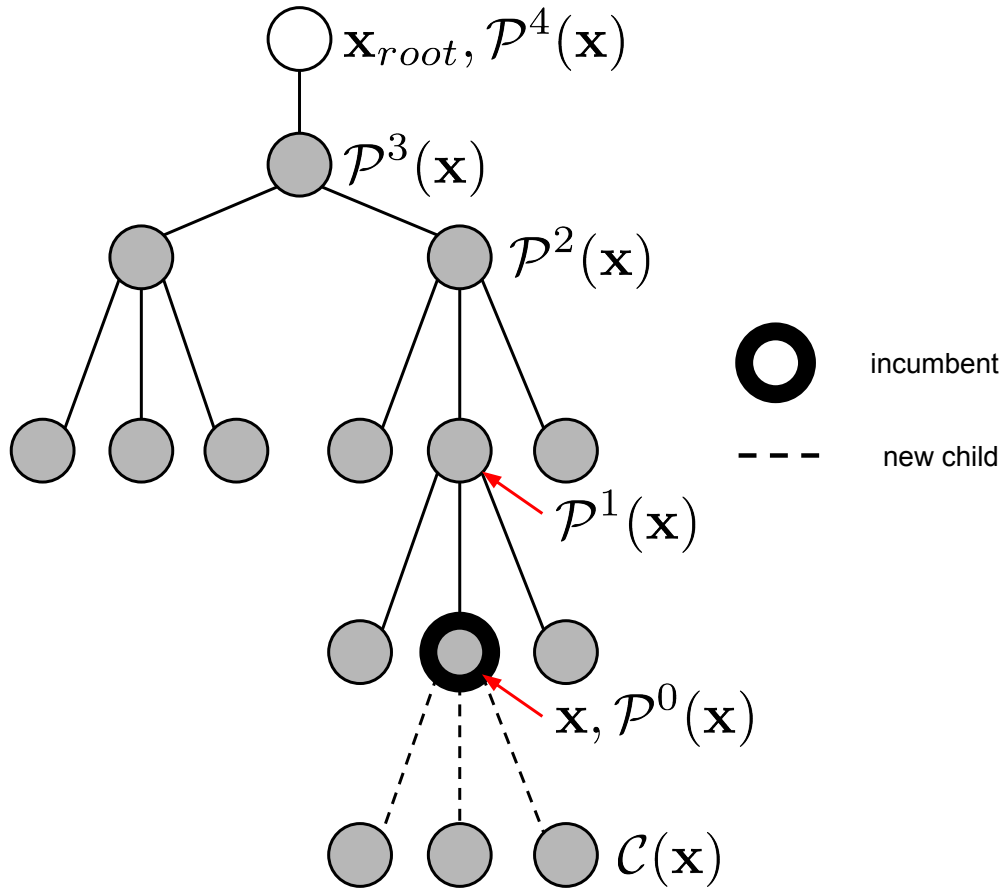 x_root, P^4(x)
P^3(x)
P^2(x)
incumbent
new child
P^1(x)
x, P^0(x)
C(x)